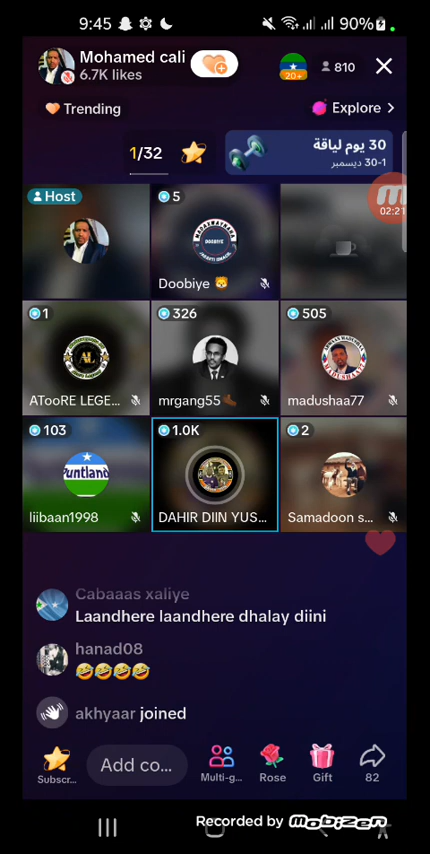 9:45
90%
Mohamed cali
6.7K likes
20+
810
Trending
Explore >
1/32
30 يوم لياقة
1-30 ديسمبر
02:21
Host
5
DOOBIYE
Doobiye
1
AL
ATooRE LEGE...
326
mrgang55
505
madushaa77
103
Puntland
liibaan1998
1.0K
DAHIR DIIN YUS...
2
Samadoon s...
Cabaaas xaliye
Laandhere laandhere dhalay diini
hanad08
akhyaar joined
Subscr...
Add co...
Multi-g...
Rose
Gift
82
Recorded by mobizen